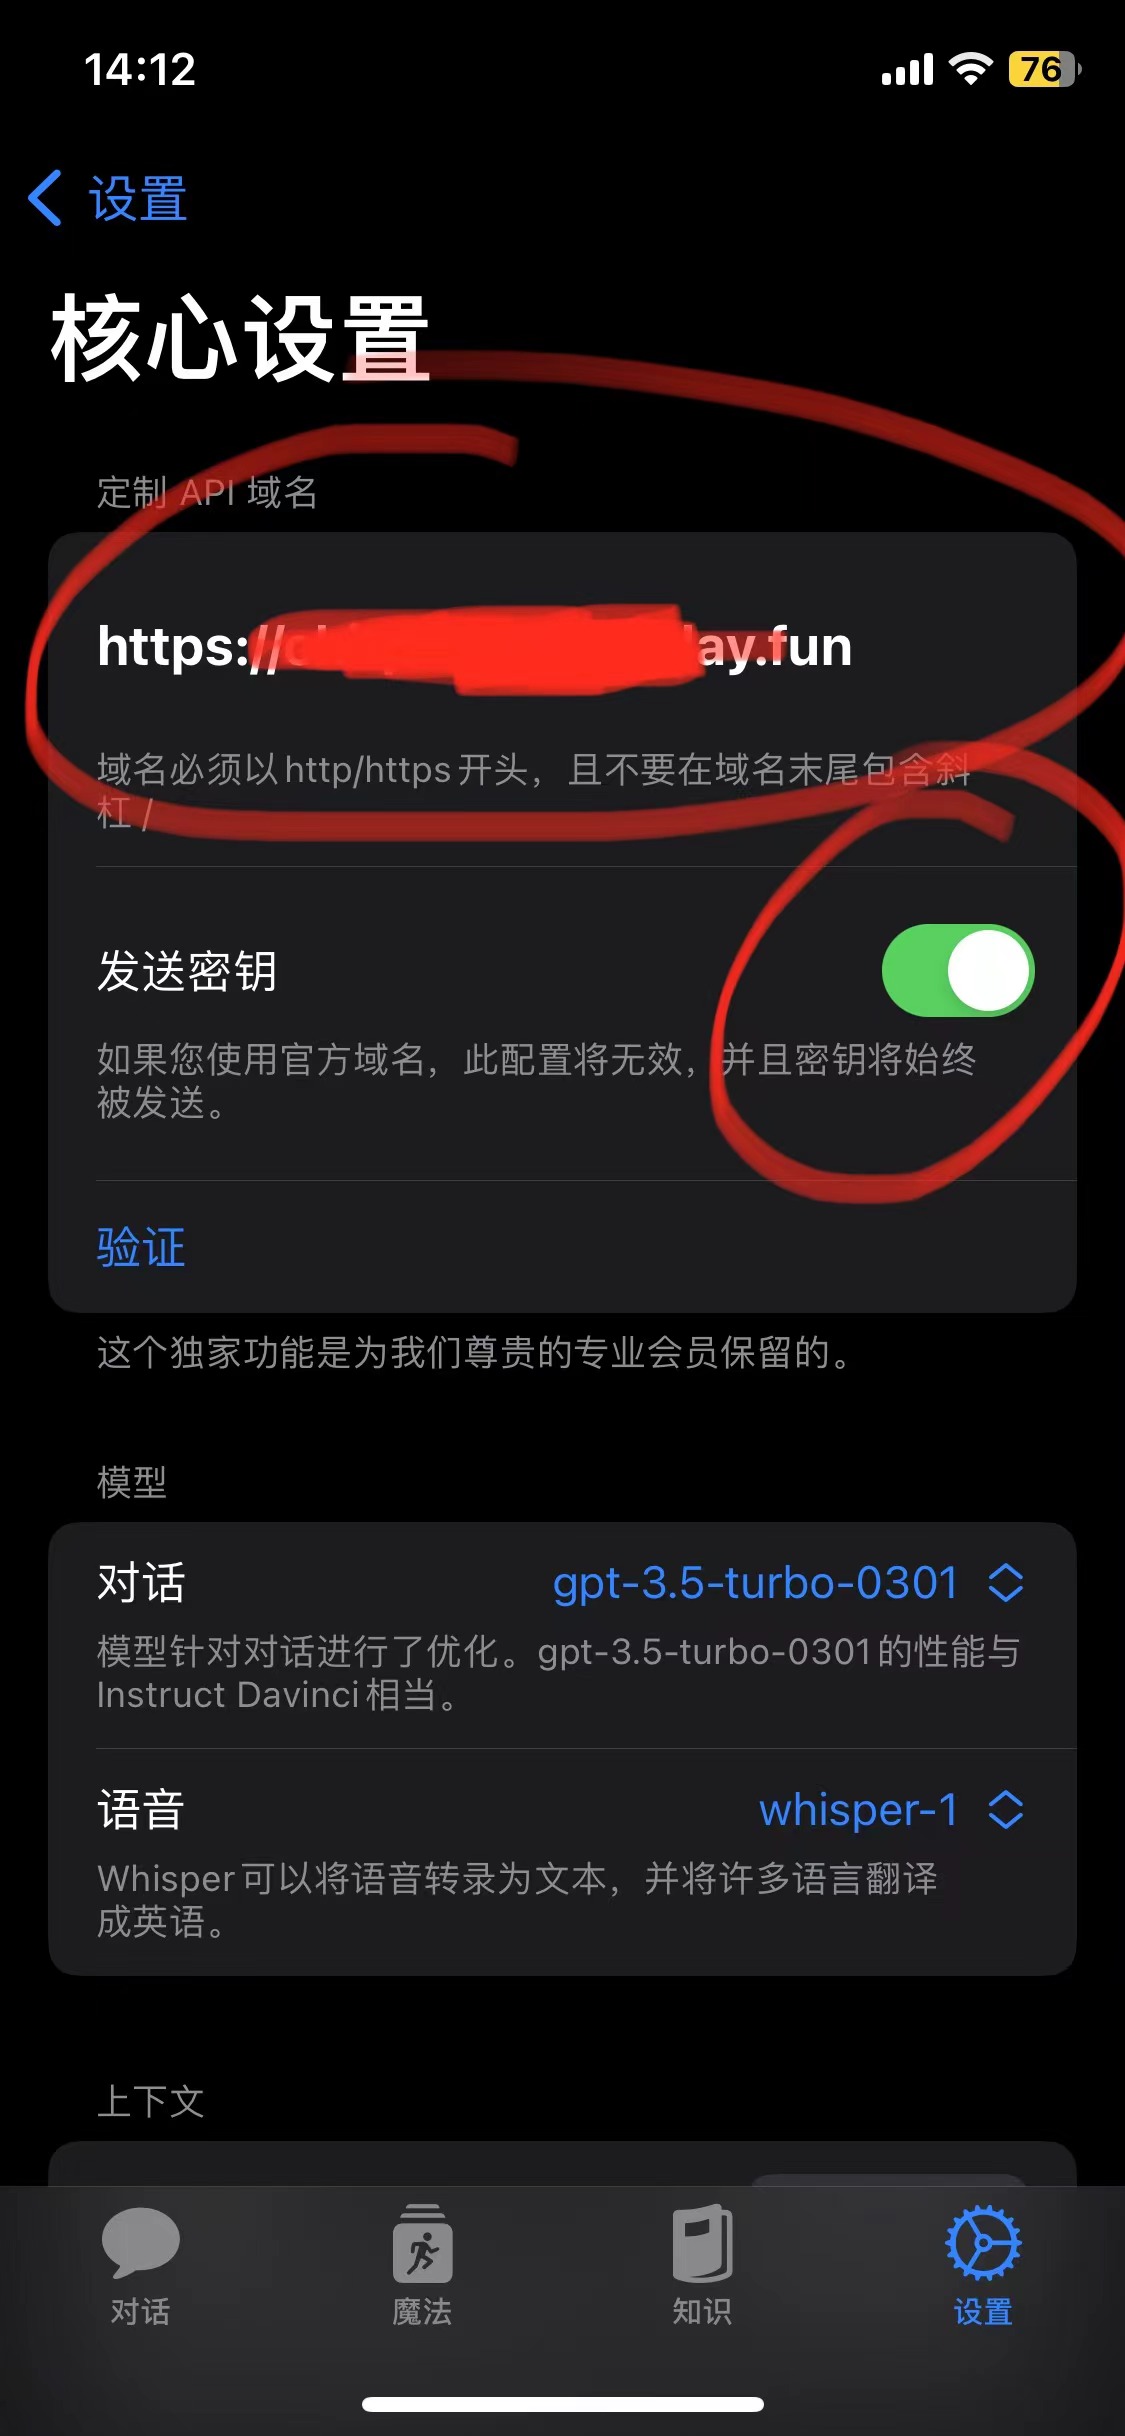 14:12
76
设置
核心设置
定制 API 域名
https:// ay.fun
域名必须以http/https开头，且不要在域名末尾包含斜
杠 /
发送密钥
如果您使用官方域名，此配置将无效，并且密钥将始终
被发送。
验证
这个独家功能是为我们尊贵的专业会员保留的。
模型
对话 gpt-3.5-turbo-0301
模型针对对话进行了优化。gpt-3.5-turbo-0301的性能与
Instruct Davinci相当。
语音 whisper-1
Whisper可以将语音转录为文本，并将许多语言翻译
成英语。
上下文
对话 魔法 知识 设置